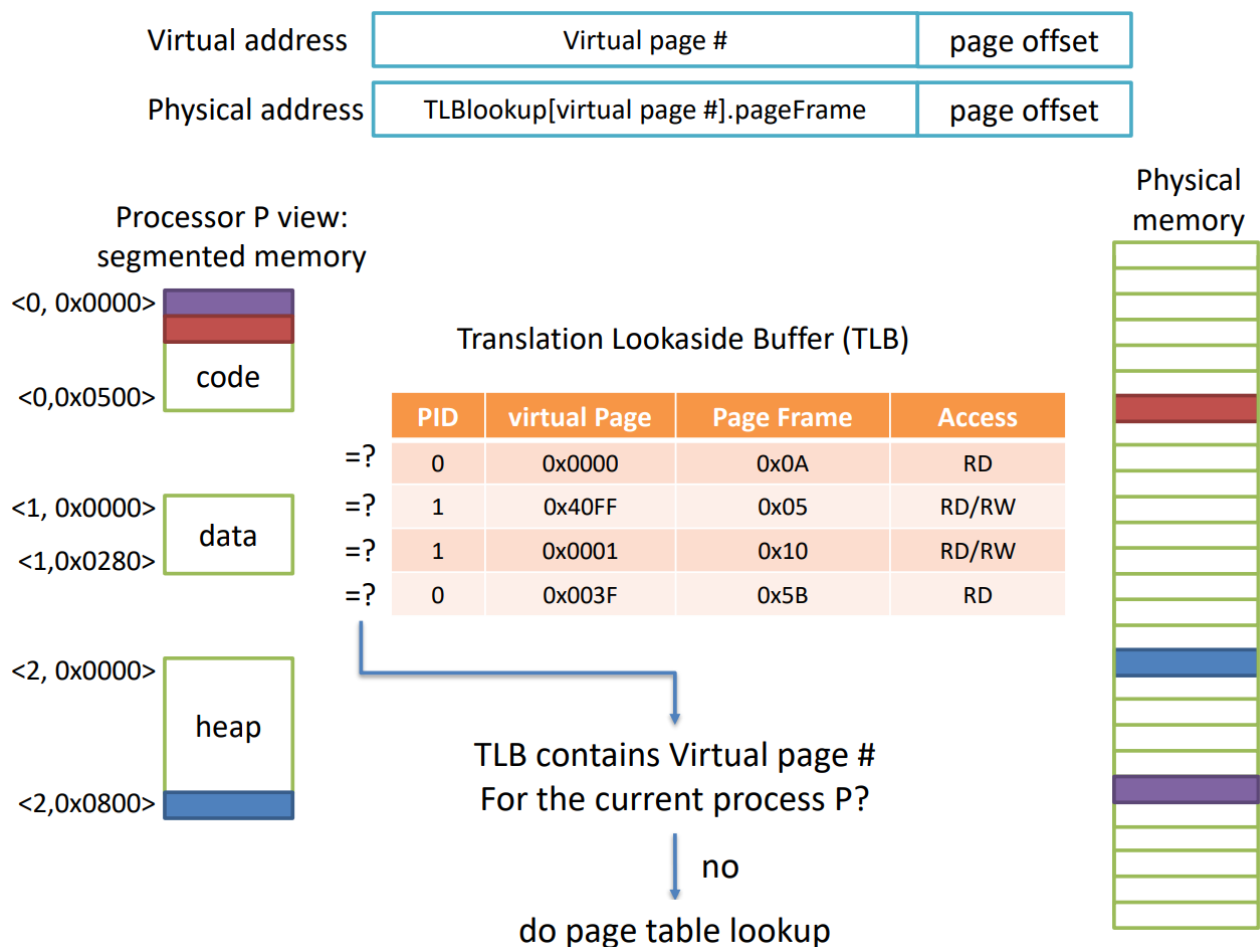 Virtual address Virtual page # page offset
Physical address TLBlookup[virtual page #].pageFrame page offset
Physical
memory
Processor P view:
segmented memory
<0, 0x0000>
code
<0,0x0500>
<1, 0x0000>
data
<1,0x0280>
<2, 0x0000>
heap
<2,0x0800>
Translation Lookaside Buffer (TLB)
PID virtual Page Page Frame Access
=? 0 0x0000 0x0A RD
=? 1 0x40FF 0x05 RD/RW
=? 1 0x0001 0x10 RD/RW
=? 0 0x003F 0x5B RD
TLB contains Virtual page #
For the current process P?
no
do page table lookup